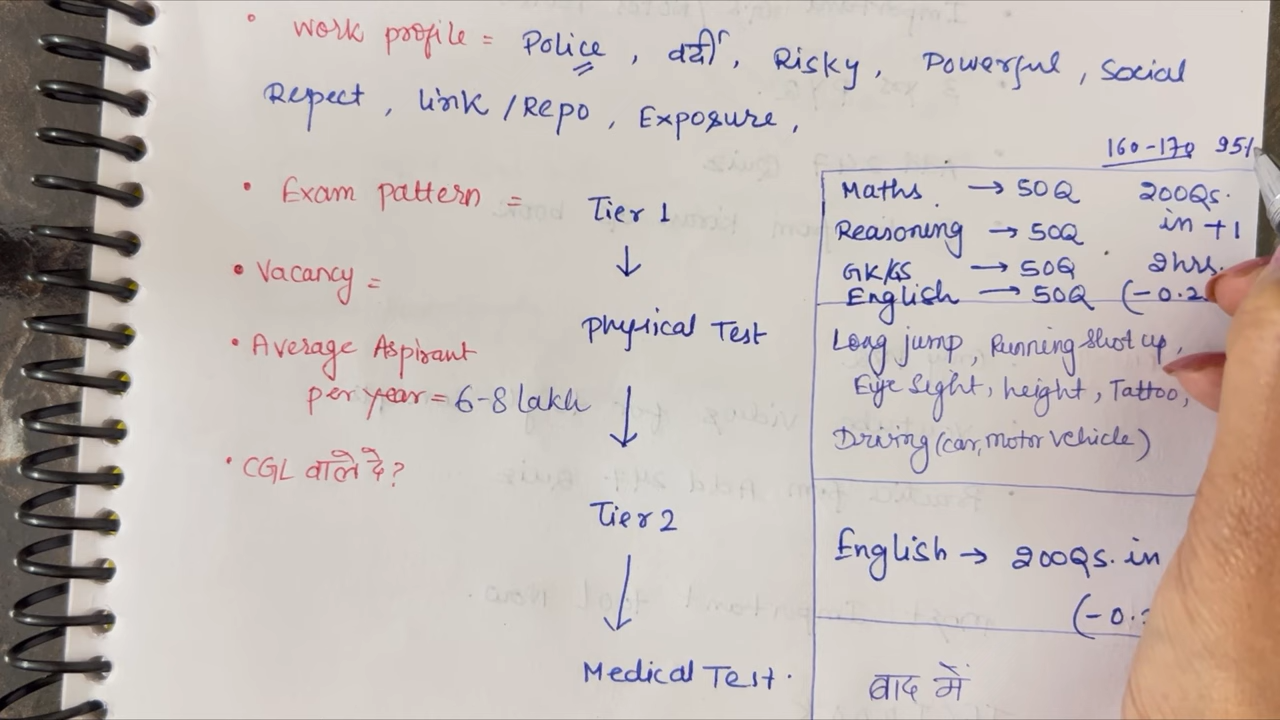 • Work profile = Police, वर्दी, Risky, Powerful, Social
Repect, link /Repo, Exposure,
160-170 95%
• Exam pattern =
Tier 1
Maths. → 50Q 200Qs.
Reasoning → 50Q in +1
GK/GS → 50Q 2hrs.
English → 50Q (-0.2
• Vacancy =
Physical Test
Long jump, Running Shot up,
Eye Sight, height, Tattoo,
Driving (car, motor vehicle)
• Average Aspirant
per year = 6-8 lakh
• CGL वाले दे?
Tier 2
English → 200Qs. in
(-0.
Medical Test.
बाद में